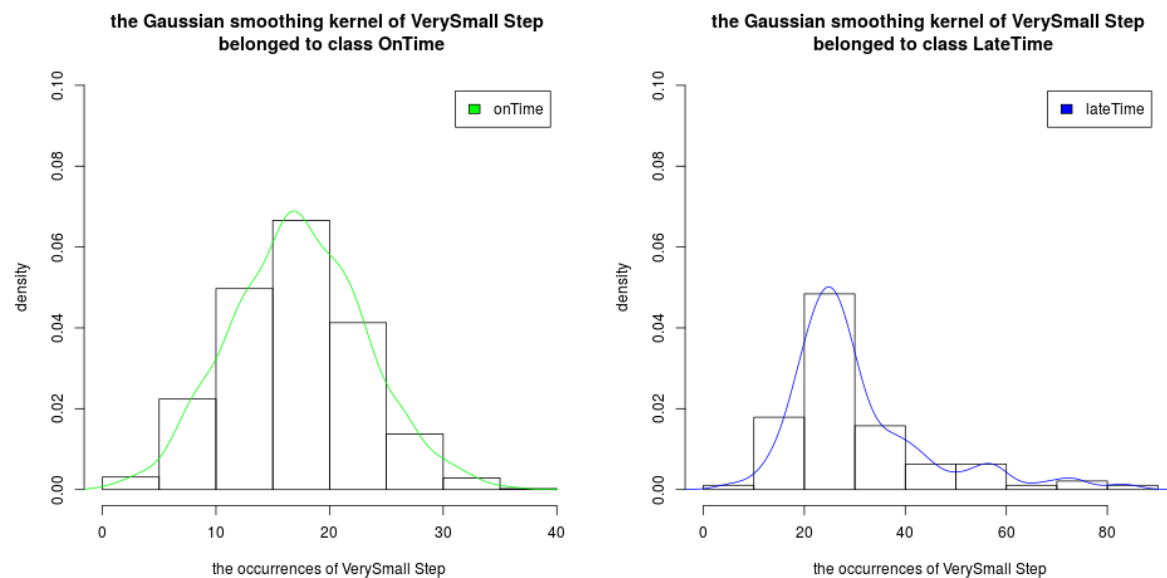 the Gaussian smoothing kernel of VerySmall Step
belonged to class OnTime
0.10
0.08
0.06
0.04
0.02
0.00
density
onTime
0
10
20
30
40
the occurrences of VerySmall Step
the Gaussian smoothing kernel of VerySmall Step
belonged to class LateTime
0.10
0.08
0.06
0.04
0.02
0.00
density
lateTime
0
20
40
60
80
the occurrences of VerySmall Step